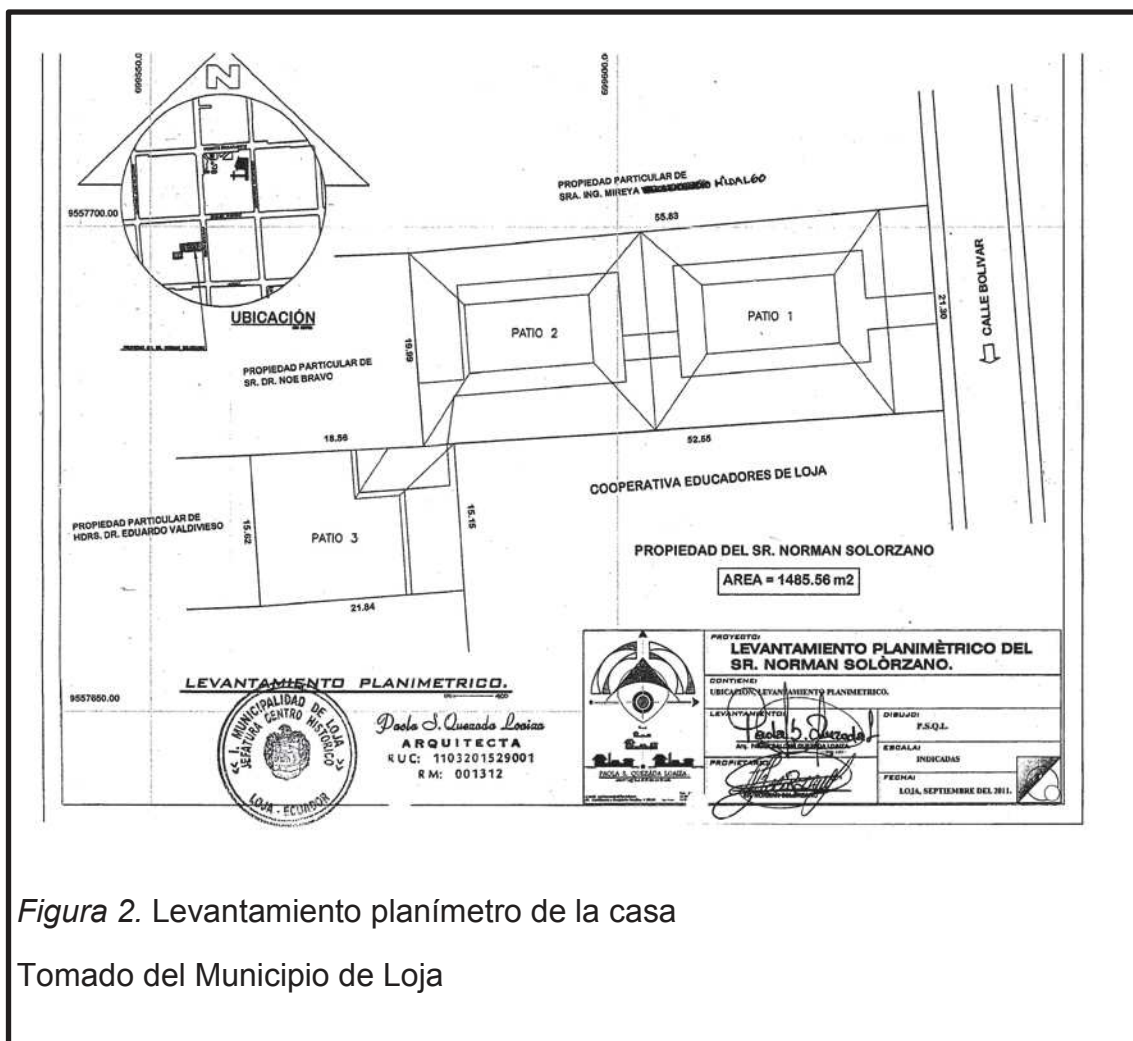 699550.0
9669600.00
N
9557700.00
UBICACIÓN
PROPIEDAD PARTICULAR DE
SRA. ING. MIREYA HIDALGO
55.83
PATIO 2
PATIO 1
21.30
CALLE BOLIVAR
PROPIEDAD PARTICULAR DE
SR. DR. NOE BRAVO
19.99
18.56
52.55
COOPERATIVA EDUCADORES DE LOJA
PROPIEDAD PARTICULAR DE
HDRS. DR. EDUARDO VALDIVIESO
15.62
PATIO 3
15.15
21.84
PROPIEDAD DEL SR. NORMAN SOLORZANO
AREA = 1485.56 m2
9557650.00
LEVANTAMIENTO PLANIMETRICO.
<< I. MUNICIPALIDAD DE LOJA >>
JEFATURA CENTRO HISTÓRICO
LOJA - ECUADOR
Paola S. Quezada Loaiza
ARQUITECTA
RUC: 1103201529001
RM: 001312
PAOLA S. QUEZADA LOAIZA.
arquitecta
PROYECTO:
LEVANTAMIENTO PLANIMÈTRICO DEL
SR. NORMAN SOLÒRZANO.
CONTIENE:
UBICACION, LEVANTAMIENTO PLANIMETRICO.
LEVANTAMIENTO:
PROPIETARIO:
DIBUJO:
P.S.Q.L.
ESCALA:
INDICADAS
FECHA:
LOJA, SEPTIEMBRE DEL 2011.
Figura 2. Levantamiento planímetro de la casa
Tomado del Municipio de Loja